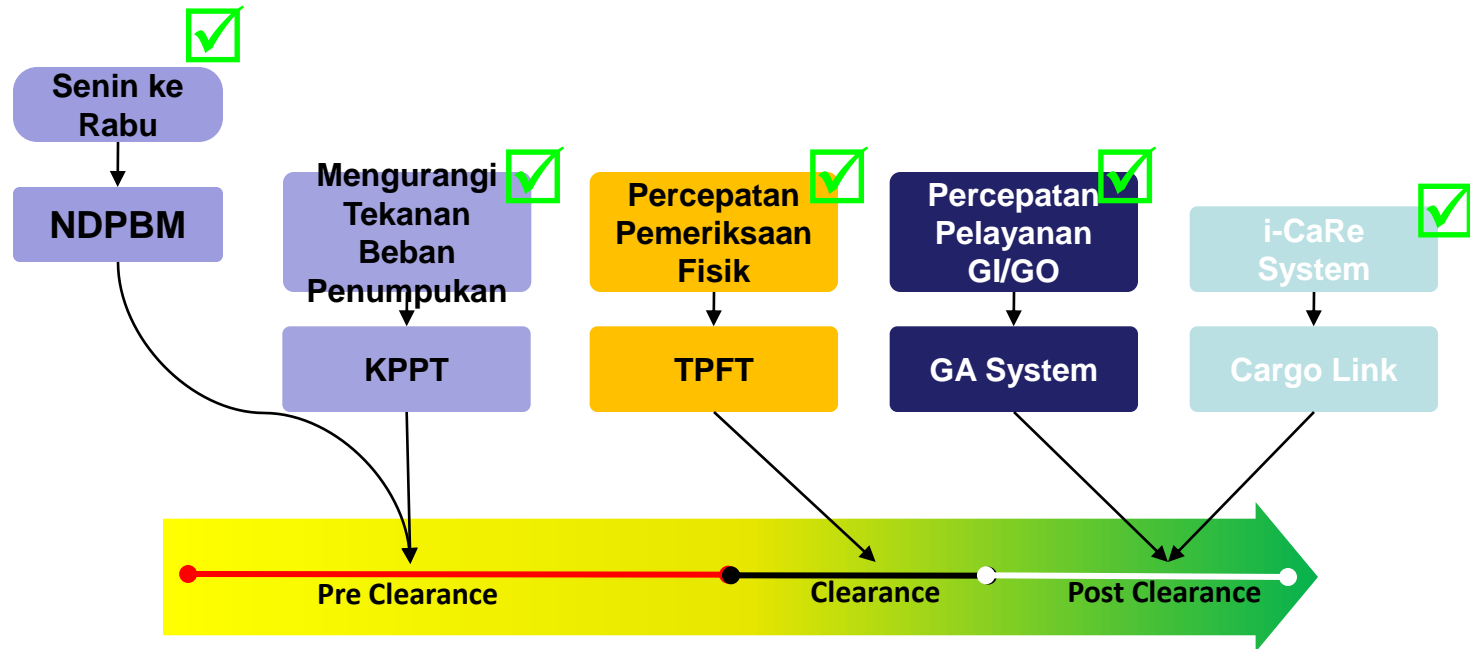 Senin ke
Rabu
NDPBM
Mengurangi
Tekanan
Beban
Penumpukan
KPPT
Percepatan
Pemeriksaan
Fisik
TPFT
Percepatan
Pelayanan
GI/GO
GA System
i-CaRe
System
Cargo Link
Pre Clearance
Clearance
Post Clearance